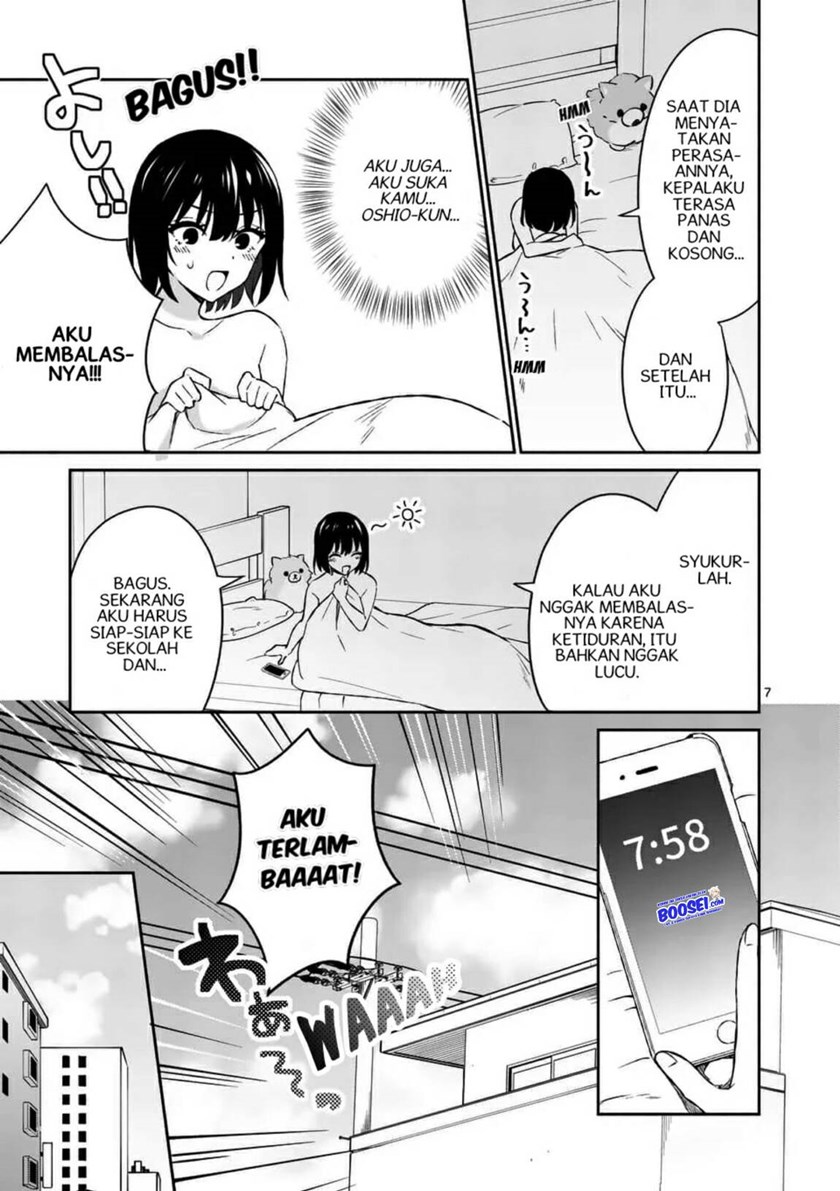 SAAT DIA
MENYA-
TAKAN
PERASA-
ANNYA,
KEPALAKU
TERASA
PANAS
DAN
KOSONG...
DAN
SETELAH
ITU...
HMM
う〜ん
う〜ん…
HMM
AKU JUGA...
AKU SUKA
KAMU...
OSHIO-KUN...
BAGUS!!
よし!!
AKU
MEMBALAS-
NYA!!!
SYUKUR-
LAH.
KALAU AKU
NGGAK MEMBALAS-
NYA KARENA
KETIDURAN, ITU
BAHKAN NGGAK
LUCU.
BAGUS.
SEKARANG
AKU HARUS
SIAP-SIAP KE
SEKOLAH
DAN...
7
7:58
BOOSEI.COM
AKU
TERLAM-
BAAAAT!
わぁ〜っ
WAAAH